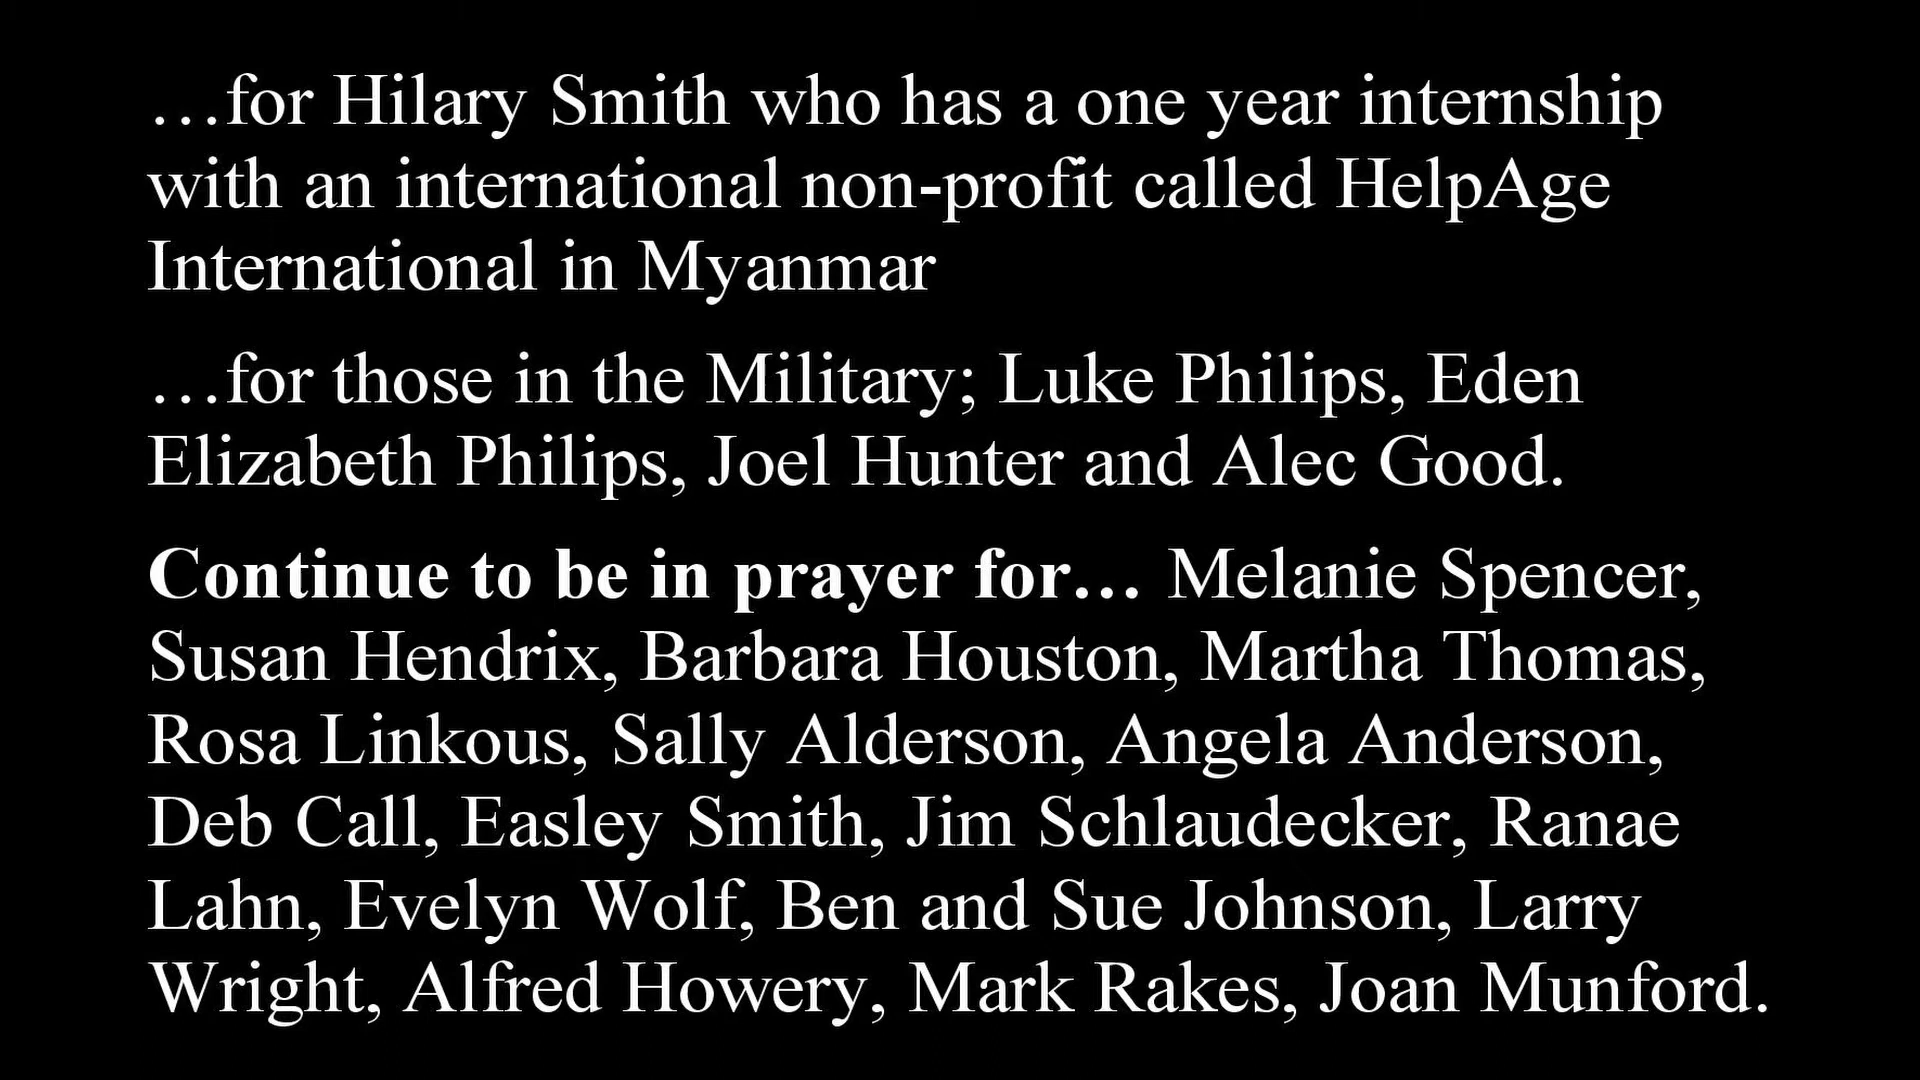 …for Hilary Smith who has a one year internship
with an international non-profit called HelpAge
International in Myanmar
…for those in the Military; Luke Philips, Eden
Elizabeth Philips, Joel Hunter and Alec Good.
Continue to be in prayer for… Melanie Spencer,
Susan Hendrix, Barbara Houston, Martha Thomas,
Rosa Linkous, Sally Alderson, Angela Anderson,
Deb Call, Easley Smith, Jim Schlaudecker, Ranae
Lahn, Evelyn Wolf, Ben and Sue Johnson, Larry
Wright, Alfred Howery, Mark Rakes, Joan Munford.